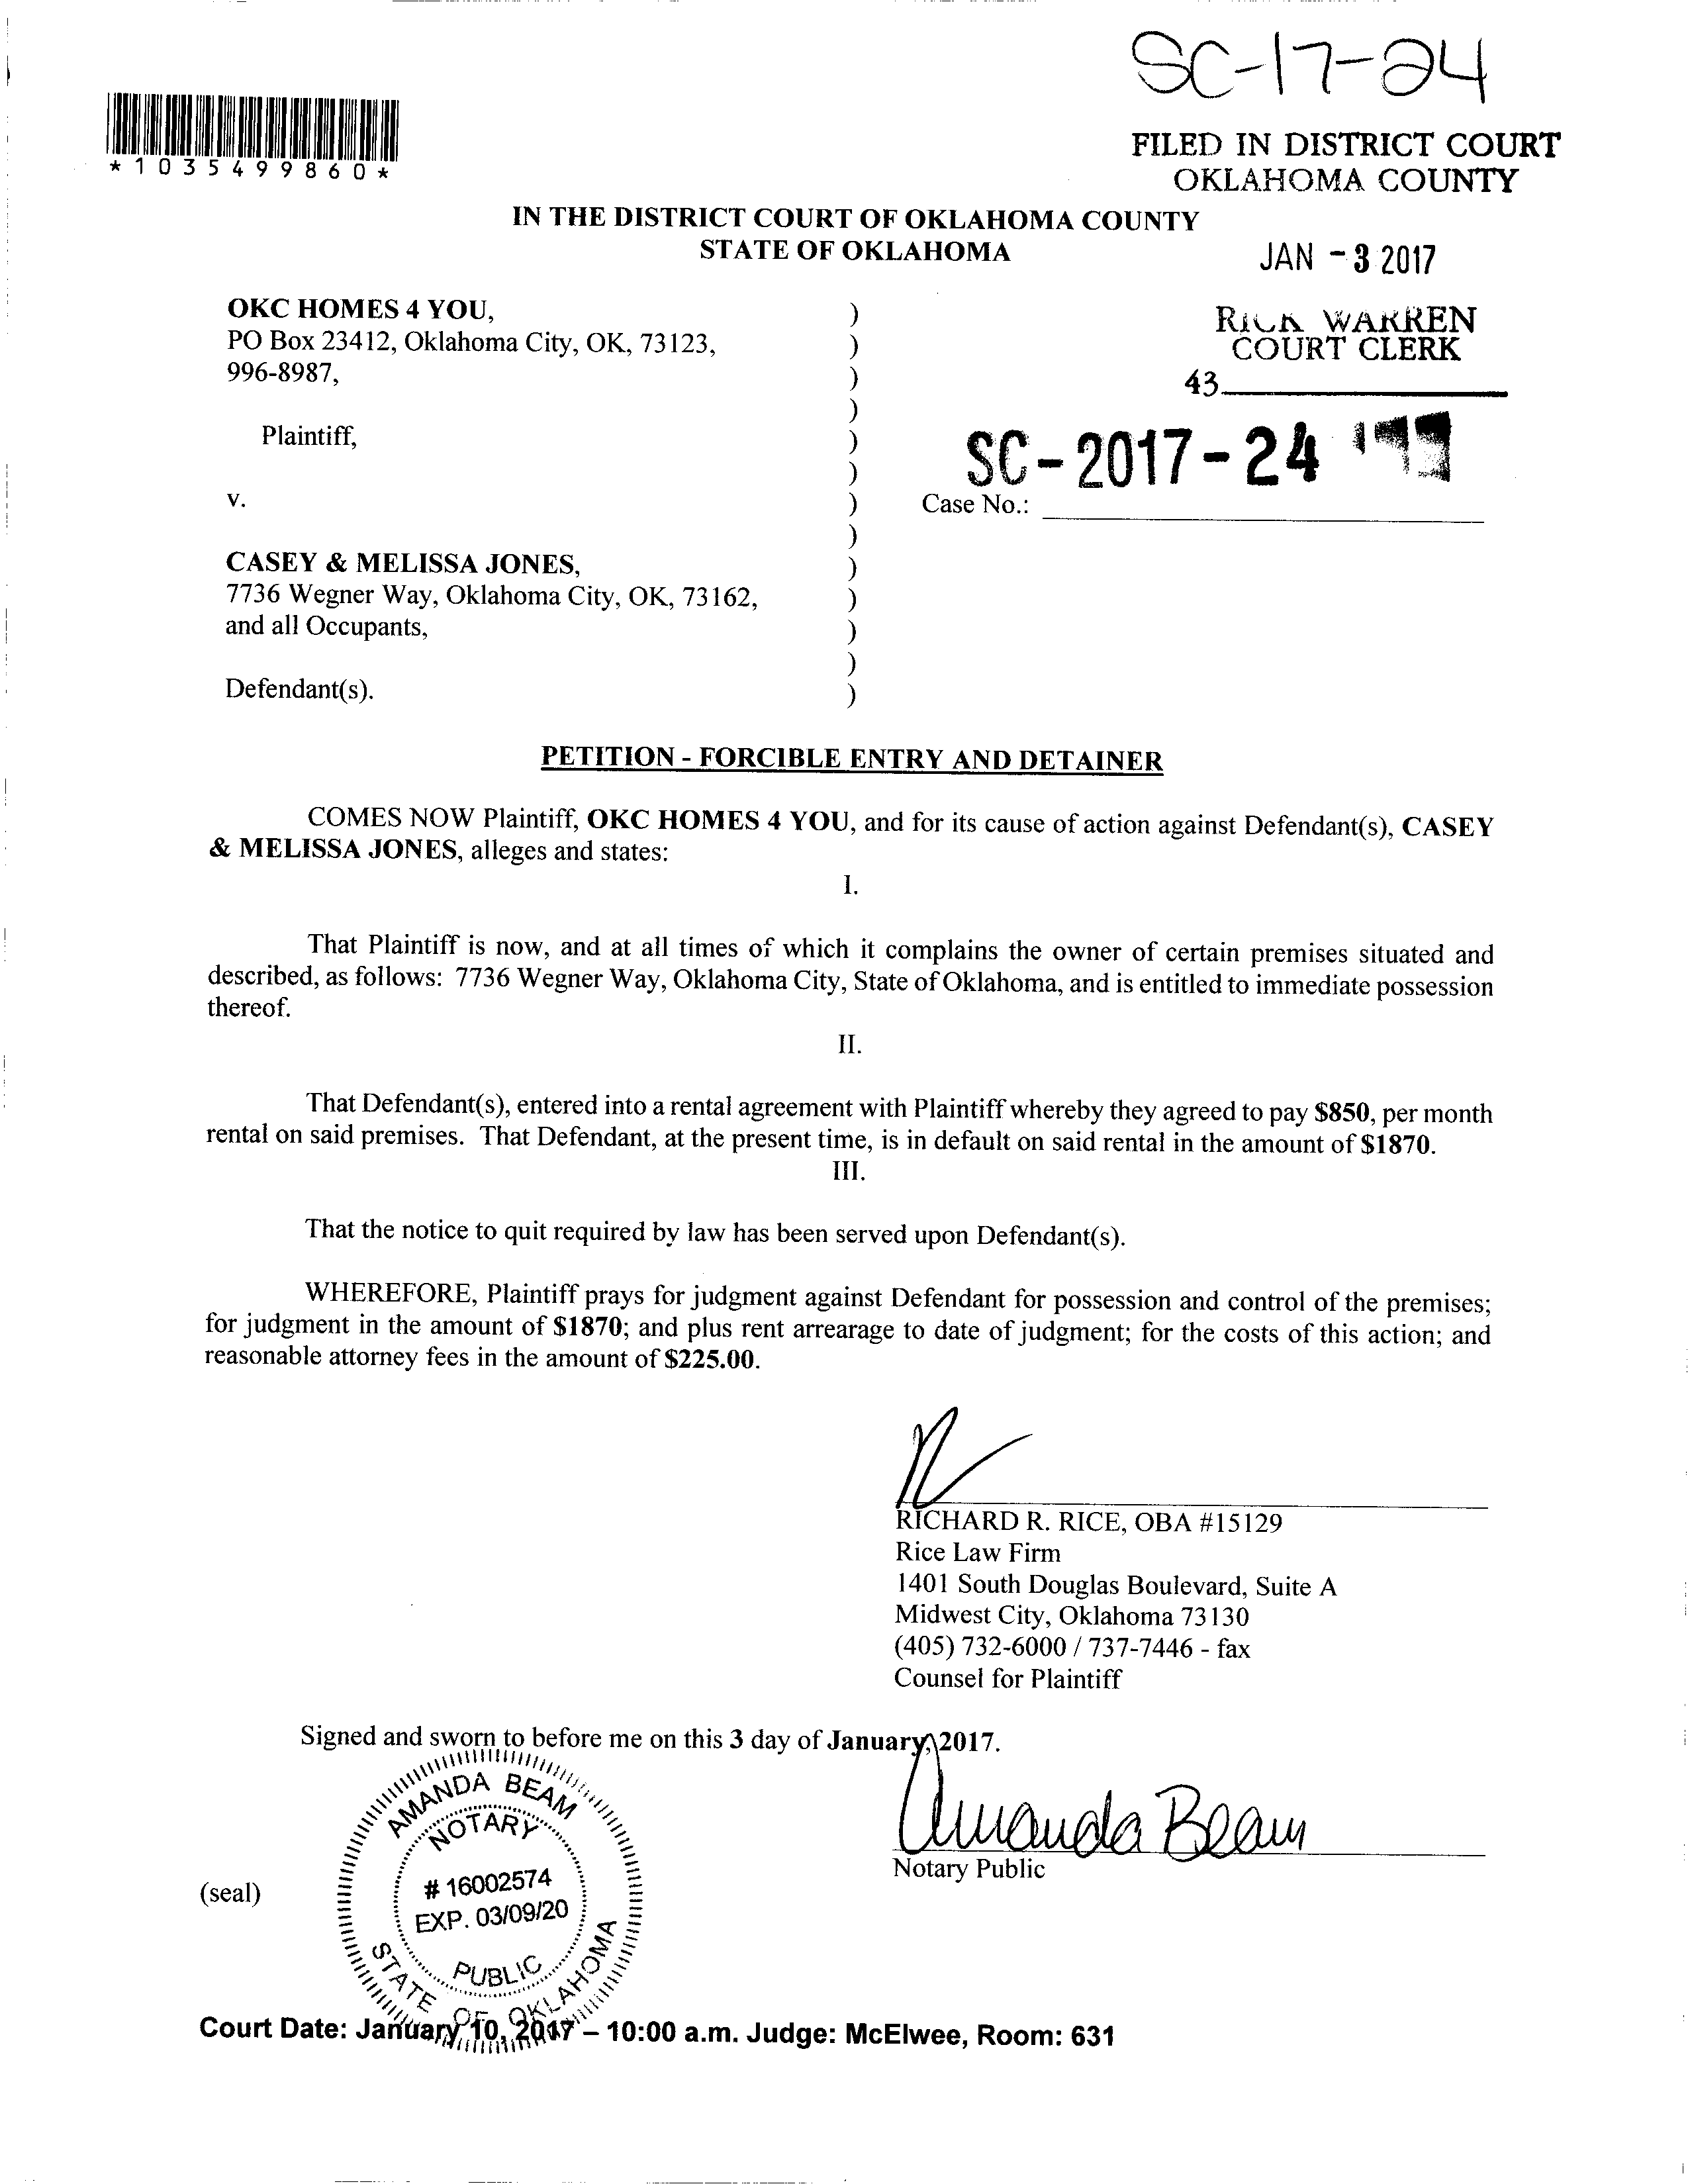 SC-17-24
*1035499860*
FILED IN DISTRICT COURT
OKLAHOMA COUNTY
IN THE DISTRICT COURT OF OKLAHOMA COUNTY
STATE OF OKLAHOMA
JAN - 3 2017
OKC HOMES 4 YOU, )
PO Box 23412, Oklahoma City, OK, 73123, )
996-8987, )
)
RICK WARREN
COURT CLERK
43
Plaintiff, )
)
SC-2017-24
v. ) Case No.:
)
CASEY & MELISSA JONES, )
7736 Wegner Way, Oklahoma City, OK, 73162, )
and all Occupants, )
)
Defendant(s). )
PETITION - FORCIBLE ENTRY AND DETAINER
COMES NOW Plaintiff, OKC HOMES 4 YOU, and for its cause of action against Defendant(s), CASEY
& MELISSA JONES, alleges and states:
I.
That Plaintiff is now, and at all times of which it complains the owner of certain premises situated and
described, as follows: 7736 Wegner Way, Oklahoma City, State of Oklahoma, and is entitled to immediate possession
thereof.
II.
That Defendant(s), entered into a rental agreement with Plaintiff whereby they agreed to pay $850, per month
rental on said premises. That Defendant, at the present time, is in default on said rental in the amount of $1870.
III.
That the notice to quit required by law has been served upon Defendant(s).
WHEREFORE, Plaintiff prays for judgment against Defendant for possession and control of the premises;
for judgment in the amount of $1870; and plus rent arrearage to date of judgment; for the costs of this action; and
reasonable attorney fees in the amount of $225.00.
RICHARD R. RICE, OBA #15129
Rice Law Firm
1401 South Douglas Boulevard, Suite A
Midwest City, Oklahoma 73130
(405) 732-6000 / 737-7446 - fax
Counsel for Plaintiff
Signed and sworn to before me on this 3 day of January, 2017.
AMANDA BEAM
NOTARY
# 16002574
EXP. 03/09/20
PUBLIC
STATE OF OKLAHOMA
Amanda Beam
Notary Public
(seal)
Court Date: January 10, 2017 – 10:00 a.m. Judge: McElwee, Room: 631